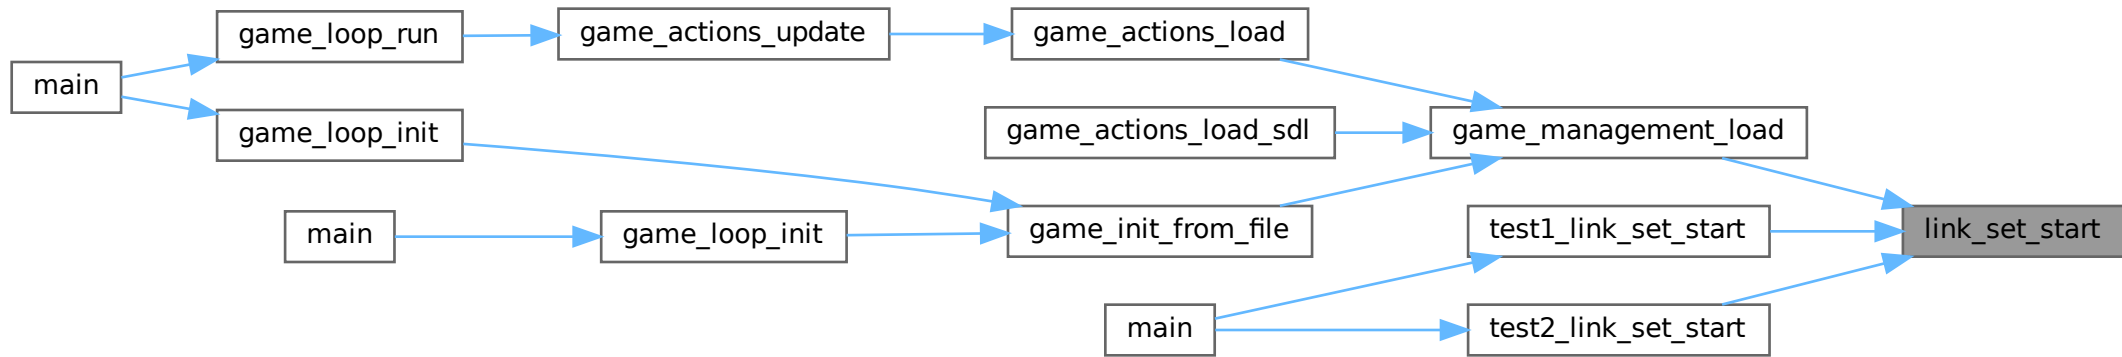 game_loop_run
game_actions_update
game_actions_load
main
game_loop_init
game_actions_load_sdl
game_management_load
main
game_loop_init
game_init_from_file
test1_link_set_start
link_set_start
main
test2_link_set_start